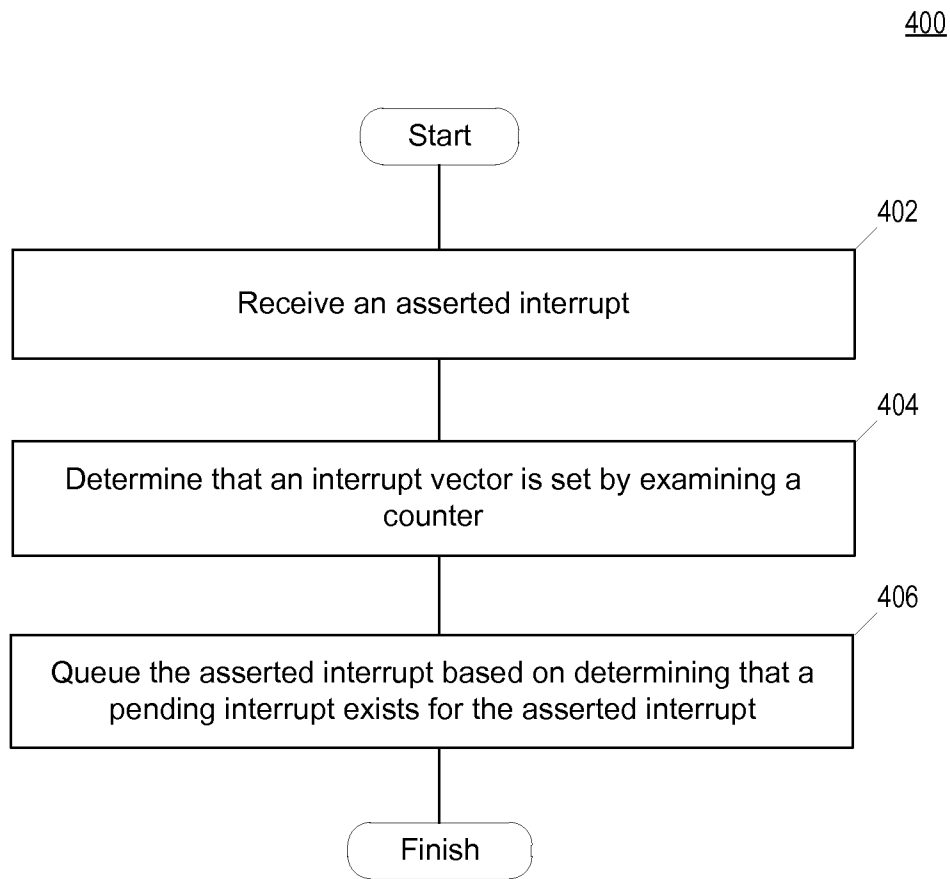 400
Start
402
Receive an asserted interrupt
404
Determine that an interrupt vector is set by examining a
counter
406
Queue the asserted interrupt based on determining that a
pending interrupt exists for the asserted interrupt
Finish